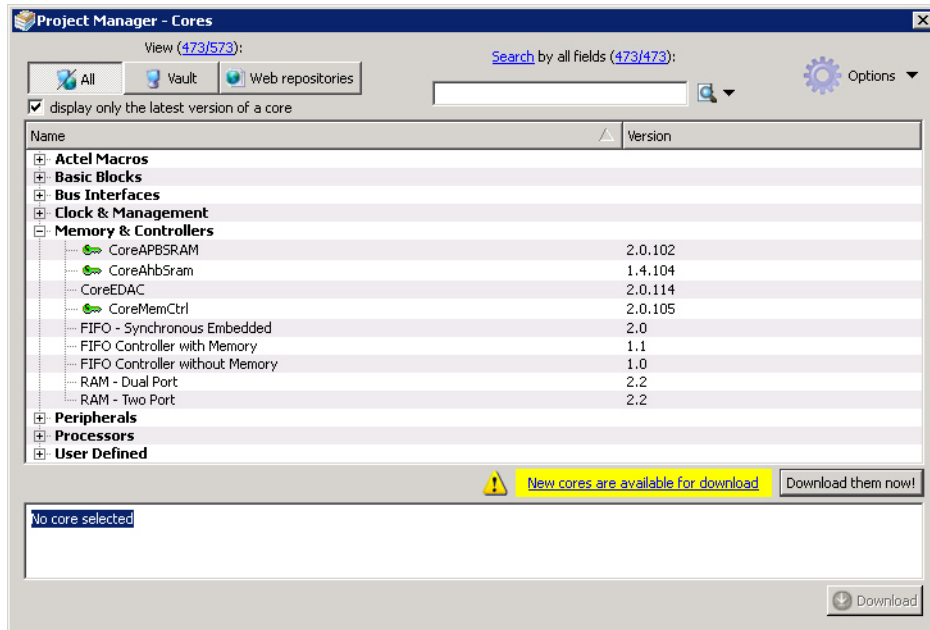 Project Manager - Cores
View (473/573):
Search by all fields (473/473):
All Vault Web repositories
Options
display only the latest version of a core
Name Version
Actel Macros
Basic Blocks
Bus Interfaces
Clock & Management
Memory & Controllers
CoreAPBSRAM 2.0.102
CoreAhbSram 1.4.104
CoreEDAC 2.0.114
CoreMemCtrl 2.0.105
FIFO - Synchronous Embedded 2.0
FIFO Controller with Memory 1.1
FIFO Controller without Memory 1.0
RAM - Dual Port 2.2
RAM - Two Port 2.2
Peripherals
Processors
User Defined
New cores are available for download Download them now!
No core selected
Download